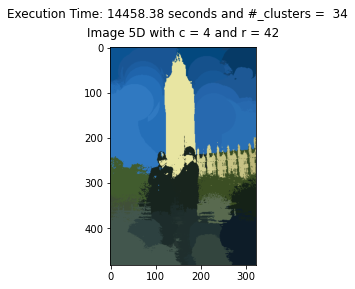 Execution Time: 14458.38 seconds and #_clusters =  34
Image 5D with c = 4 and r = 42
0
100
200
300
400
0 100 200 300